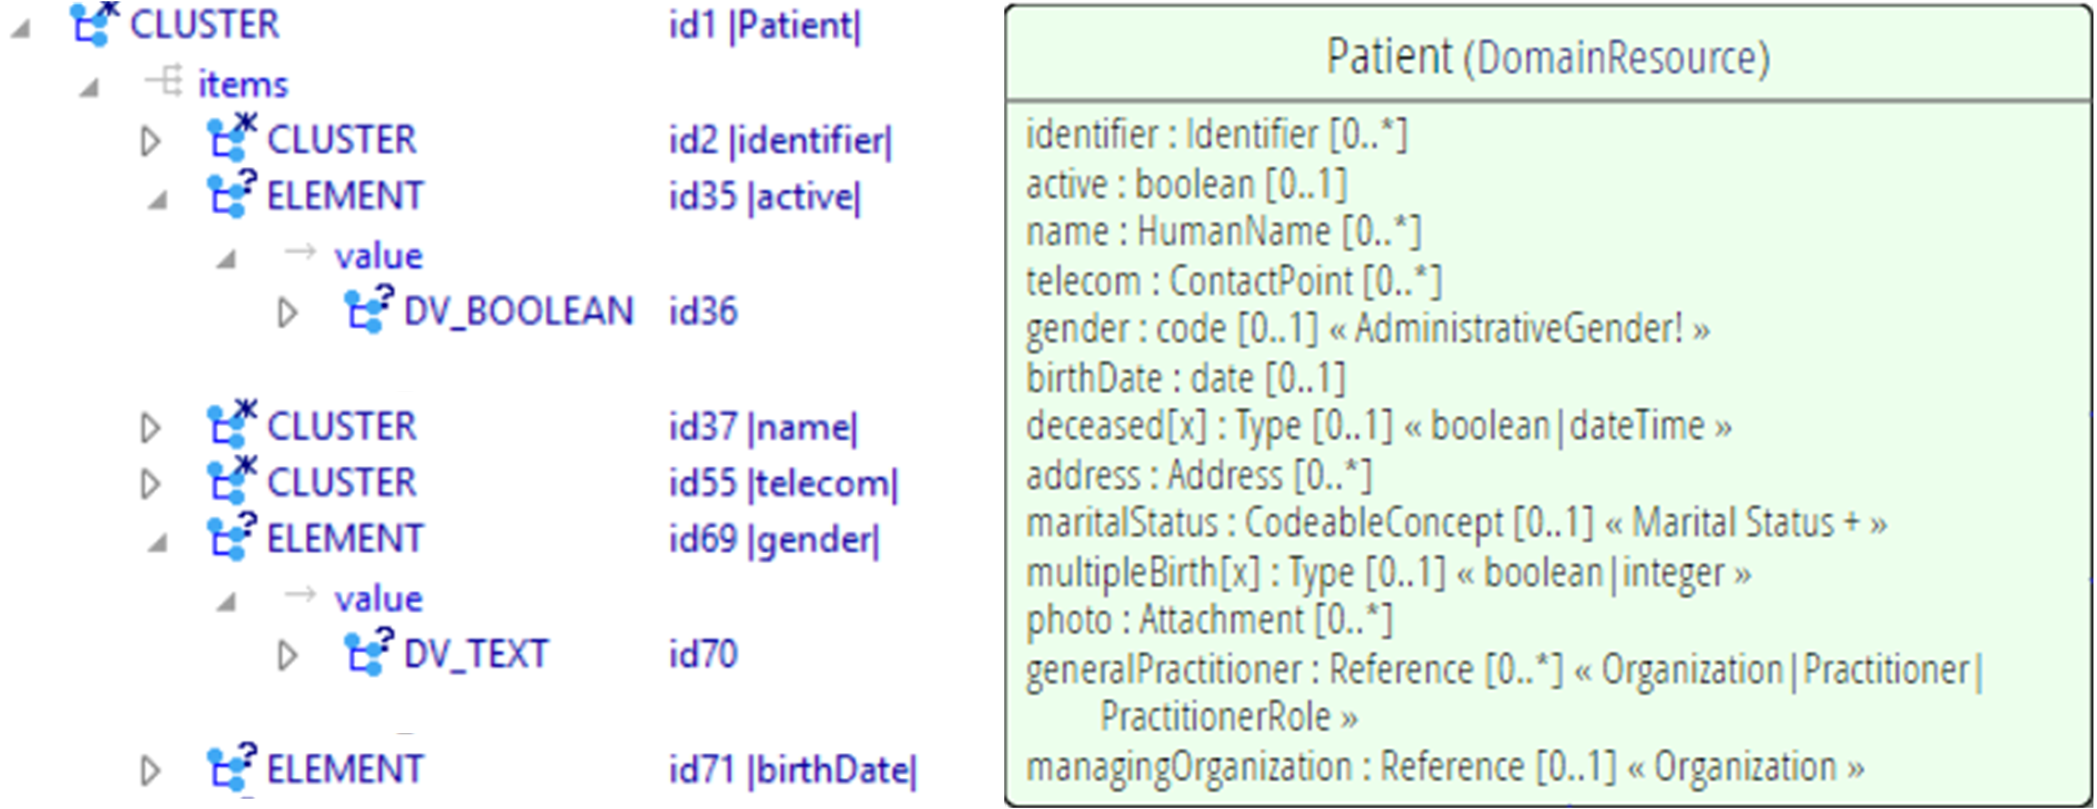 CLUSTER id1 |Patient|
items
CLUSTER id2 |identifier|
ELEMENT id35 |active|
value
DV_BOOLEAN id36
CLUSTER id37 |name|
CLUSTER id55 |telecom|
ELEMENT id69 |gender|
value
DV_TEXT id70
ELEMENT id71 |birthDate|
Patient (DomainResource)
identifier : Identifier [0..*]
active : boolean [0..1]
name : HumanName [0..*]
telecom : ContactPoint [0..*]
gender : code [0..1] « AdministrativeGender! »
birthDate : date [0..1]
deceased[x] : Type [0..1] « boolean|dateTime »
address : Address [0..*]
maritalStatus : CodeableConcept [0..1] « Marital Status + »
multipleBirth[x] : Type [0..1] « boolean|integer »
photo : Attachment [0..*]
generalPractitioner : Reference [0..*] « Organization|Practitioner|
PractitionerRole »
managingOrganization : Reference [0..1] « Organization »